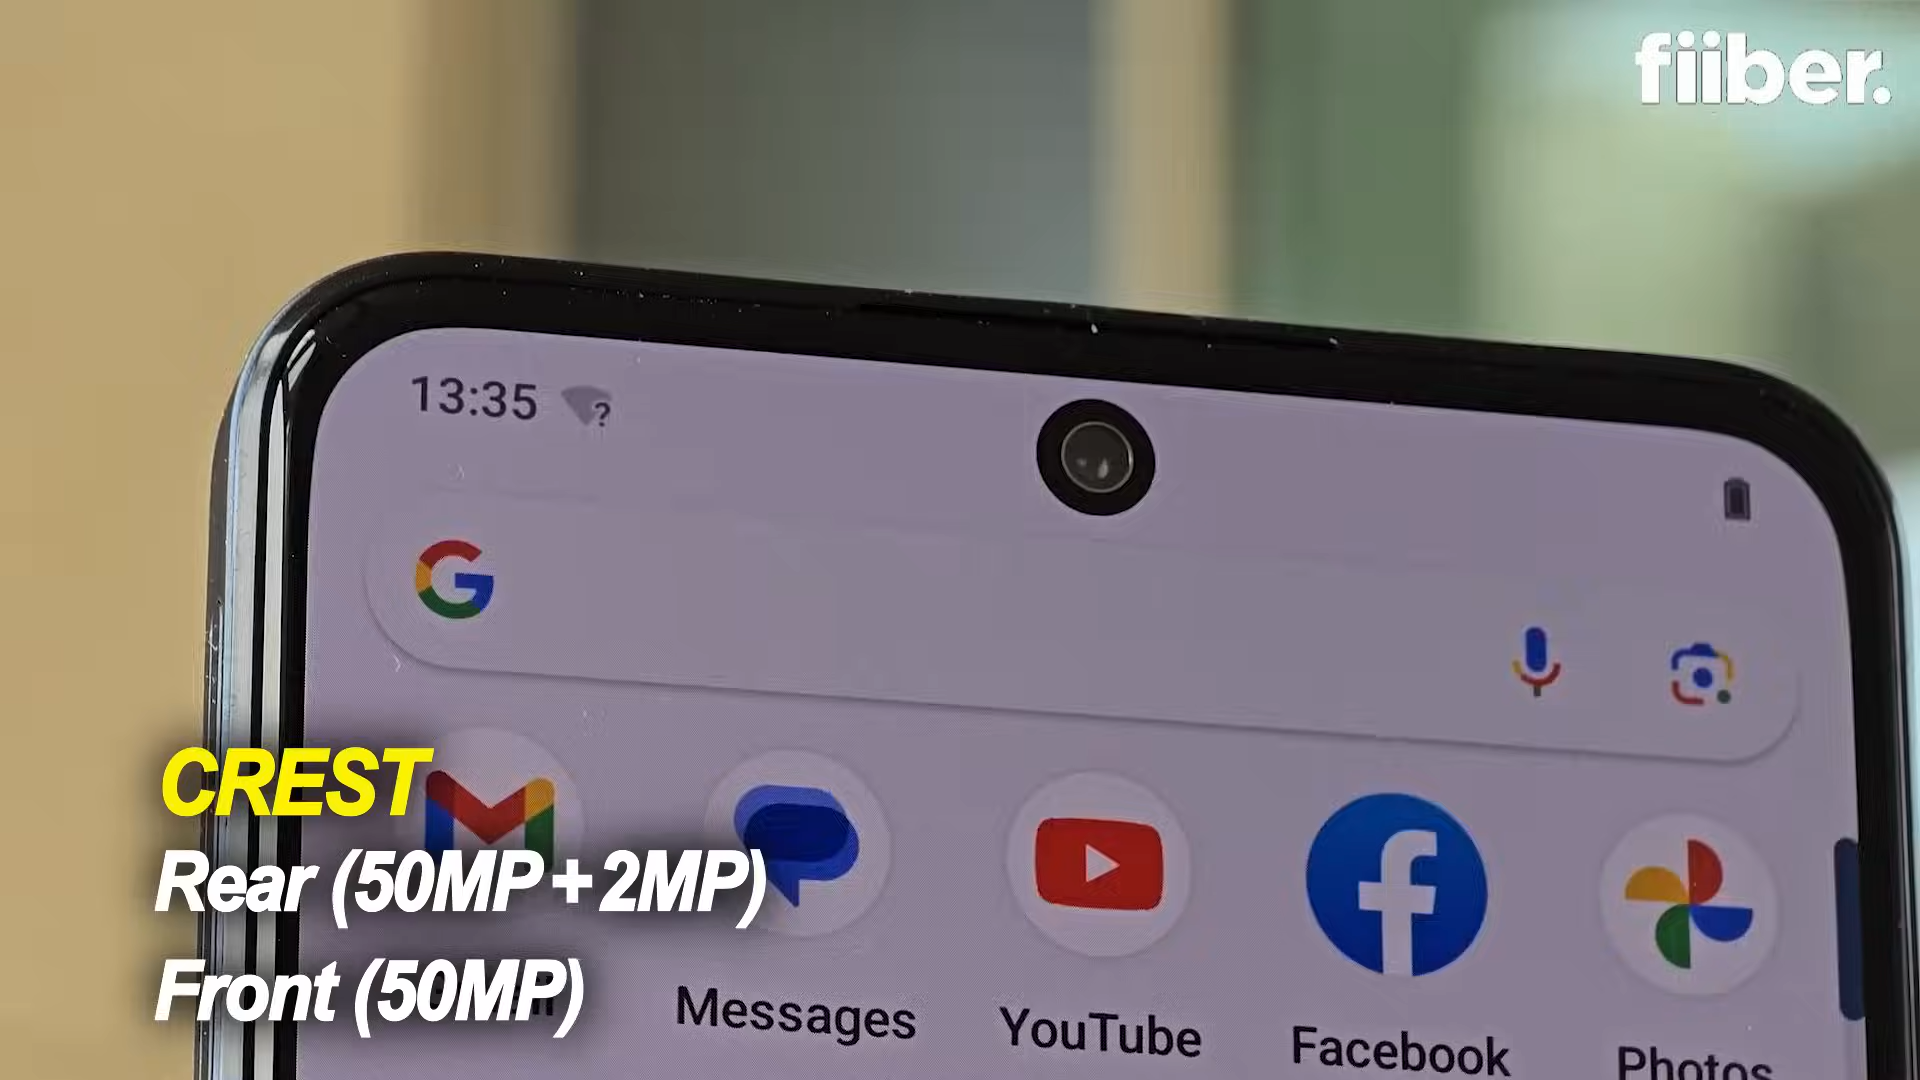 fiiber.
13:35
?
G
CREST
Rear (50MP+2MP)
Front (50MP)
Messages
YouTube
Facebook
Photos